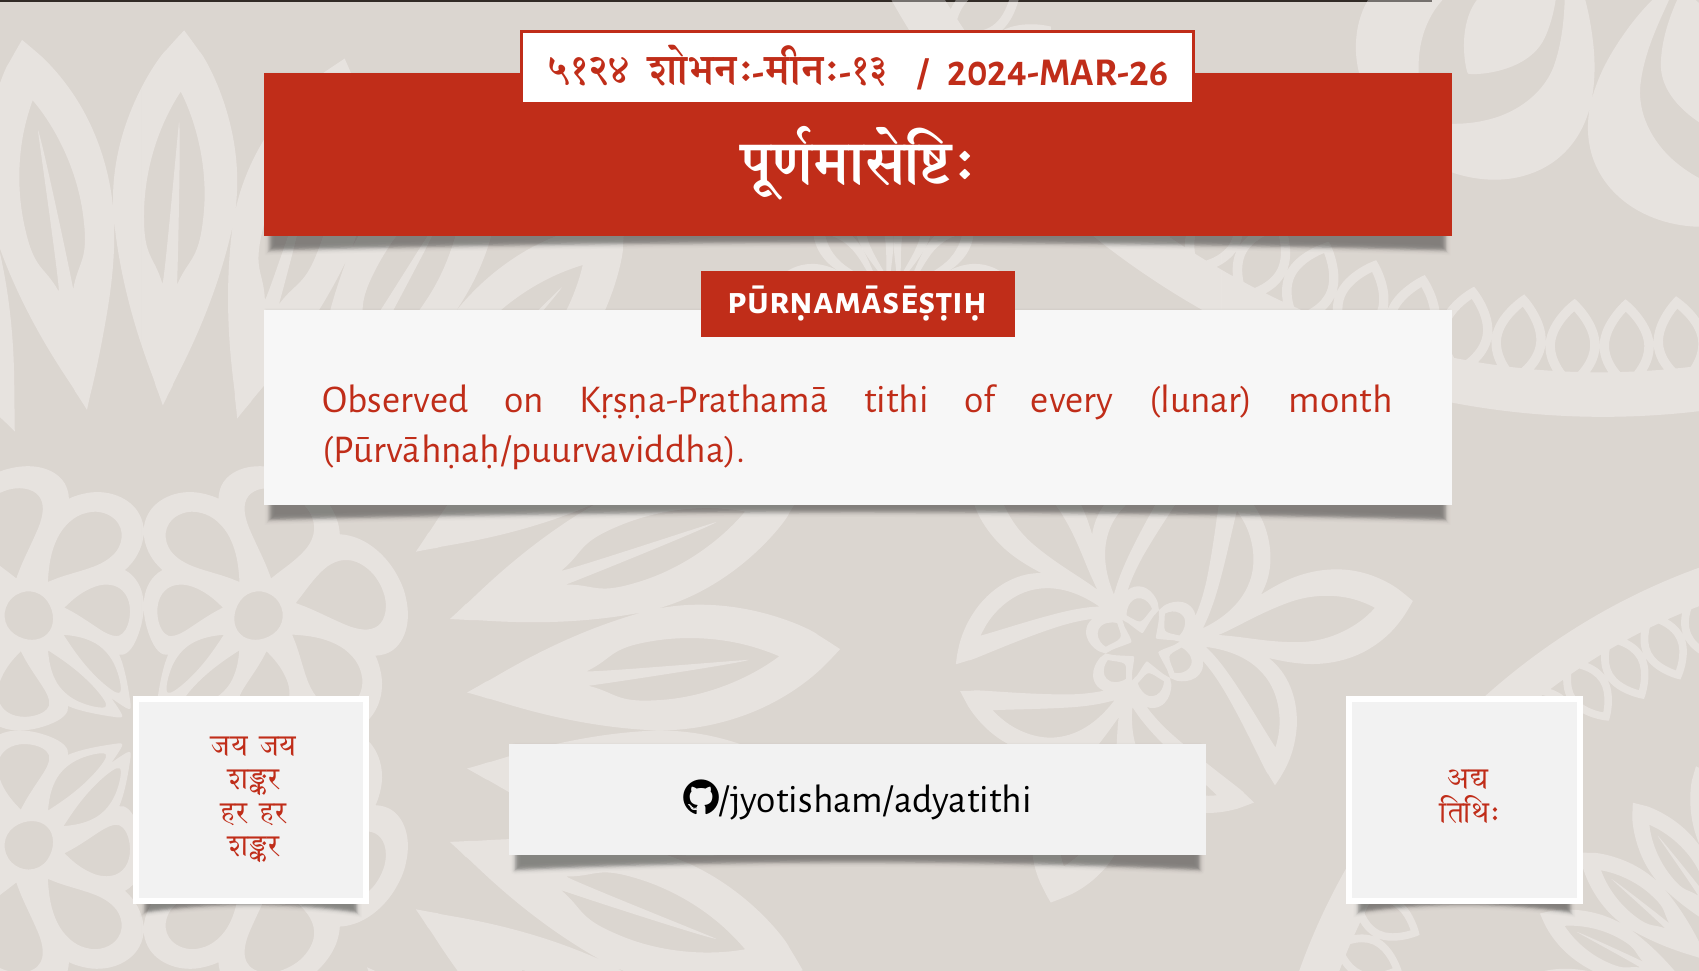 ५१२४ शोभनः-मीनः-१३ / 2024-MAR-26
पूर्णमासेष्टिः
PŪRṆAMĀSĒṢṬIḤ
Observed on Kṛṣṇa-Prathamā tithi of every (lunar) month
(Pūrvāhṇaḥ/puurvaviddha).
जय जय
शङ्कर
हर हर
शङ्कर
/jyotisham/adyatithi
अद्य
तिथिः